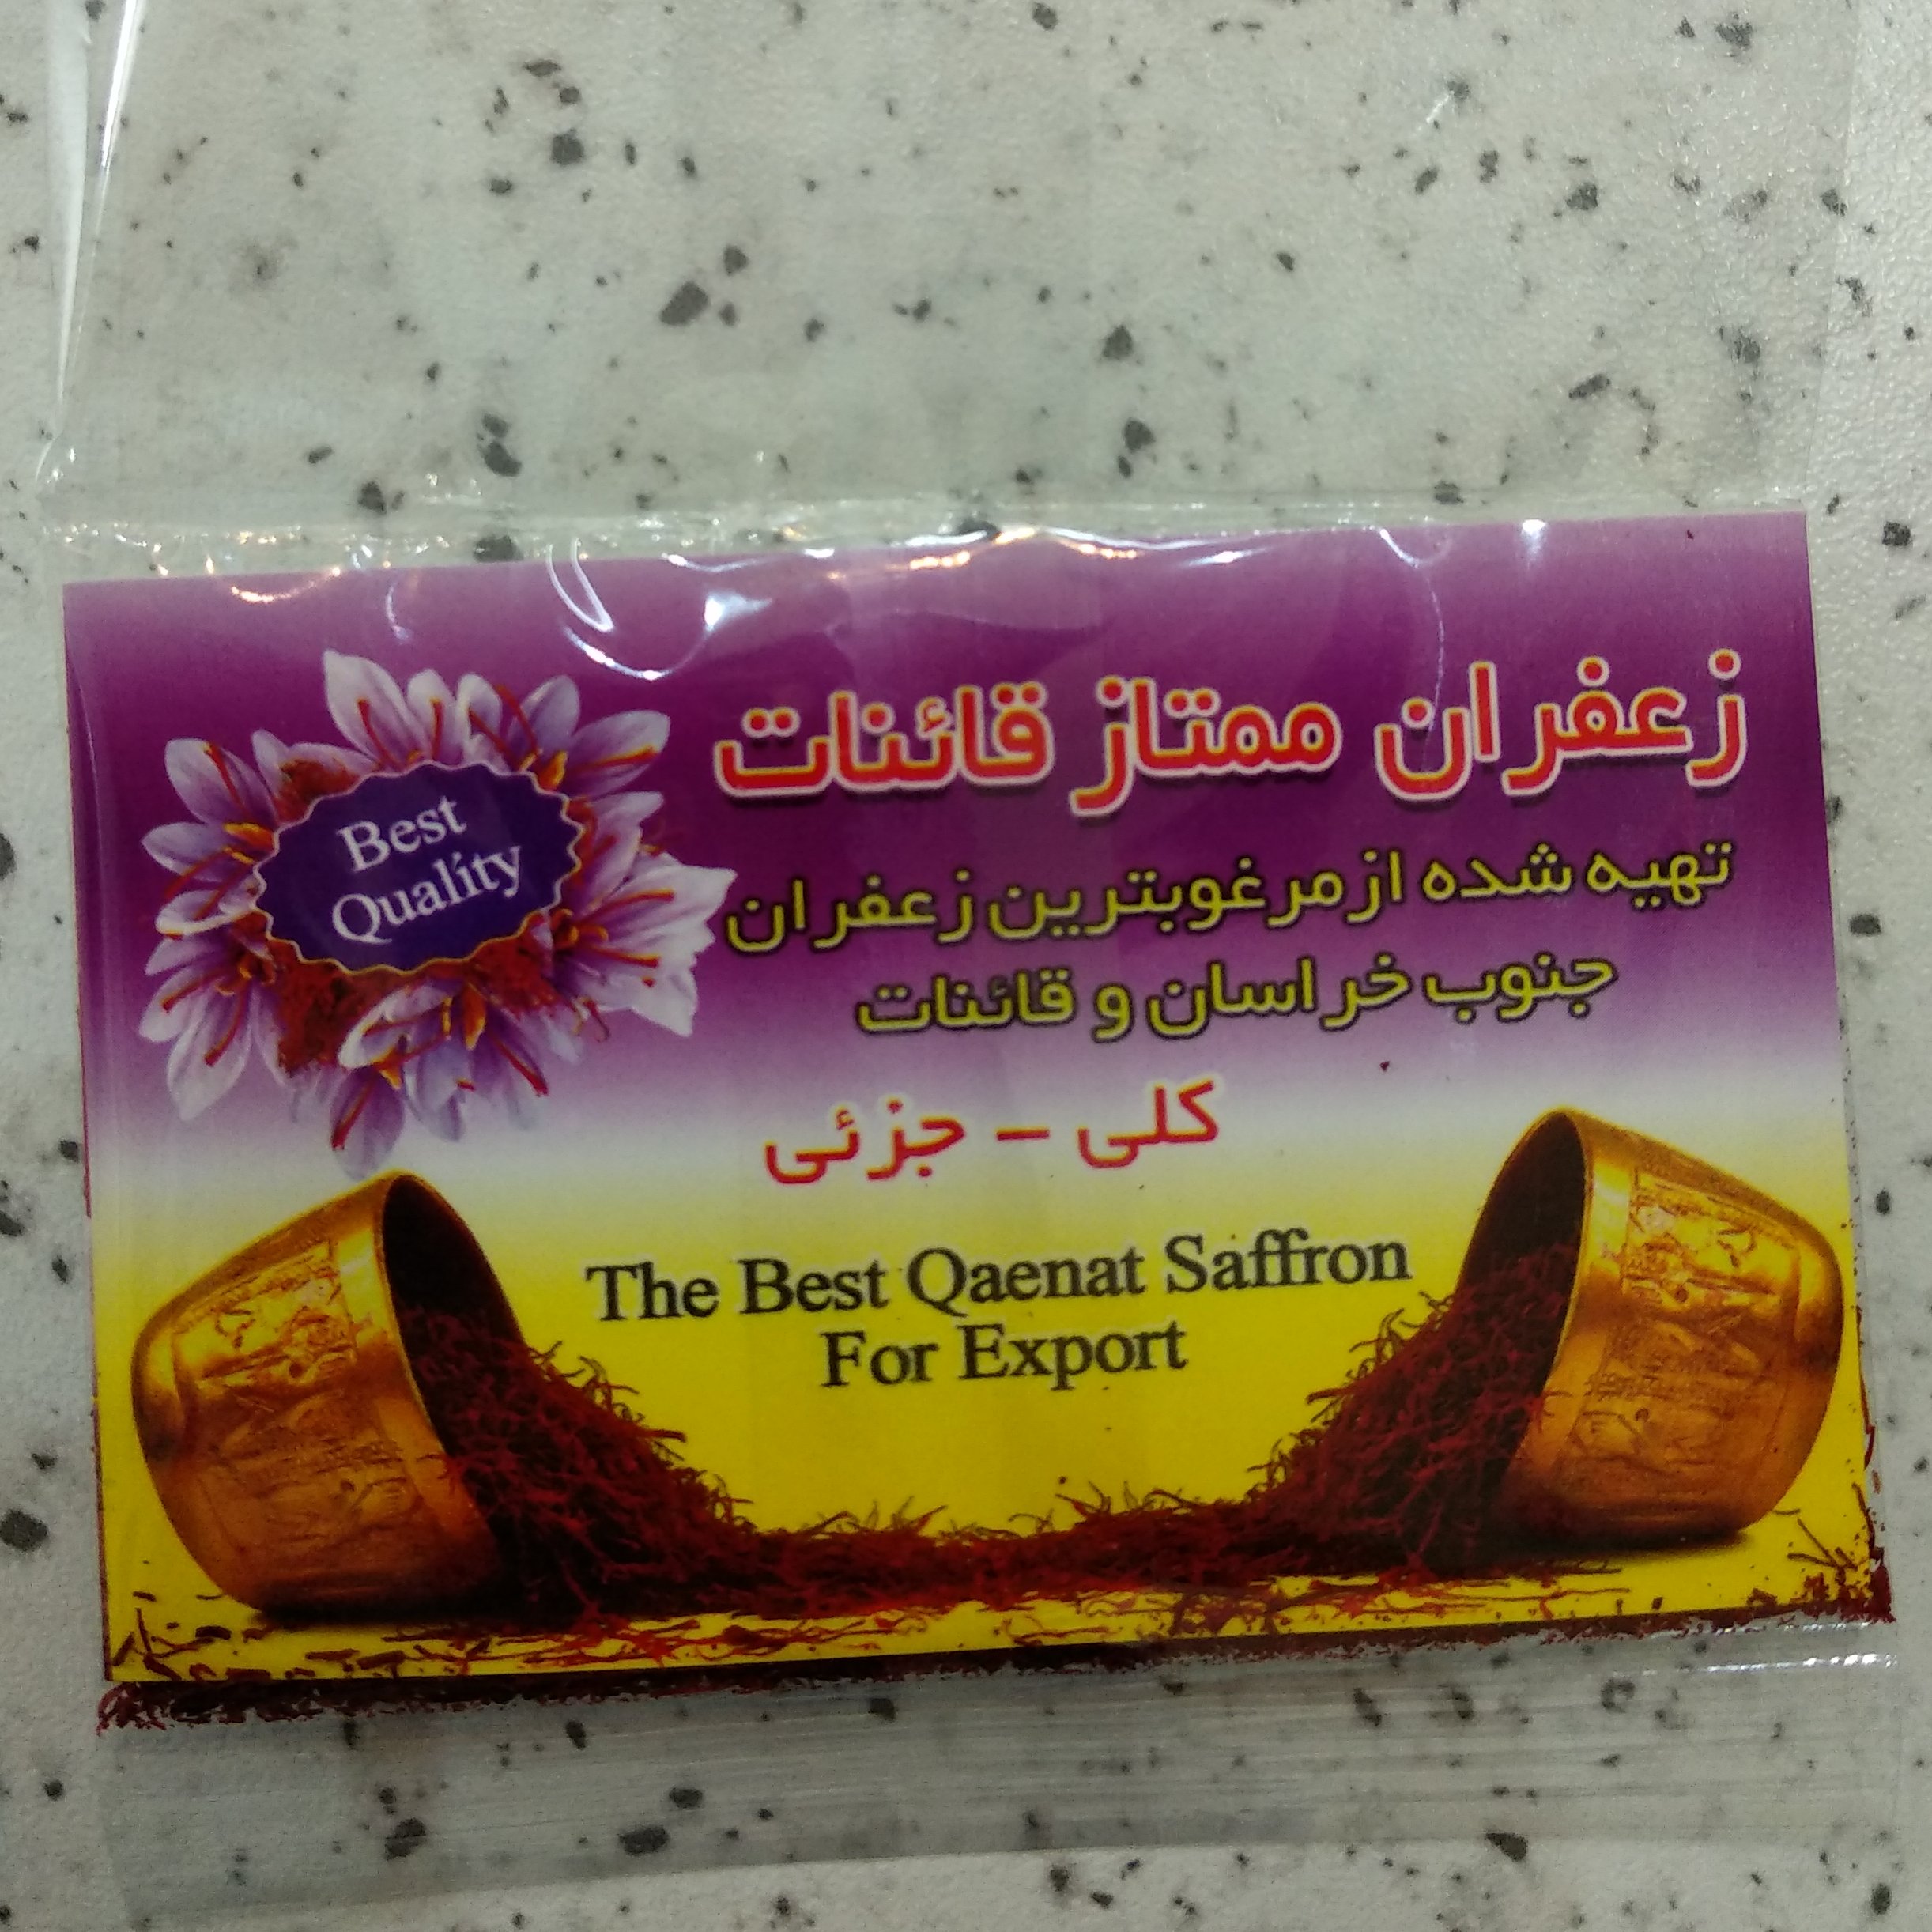 زعفران ممتاز قائنات
Best
Quality
تهیه شده از مرغوبترین زعفران
جنوب خراسان و قائنات
کلی - جزئی
The Best Qaenat Saffron
For Export